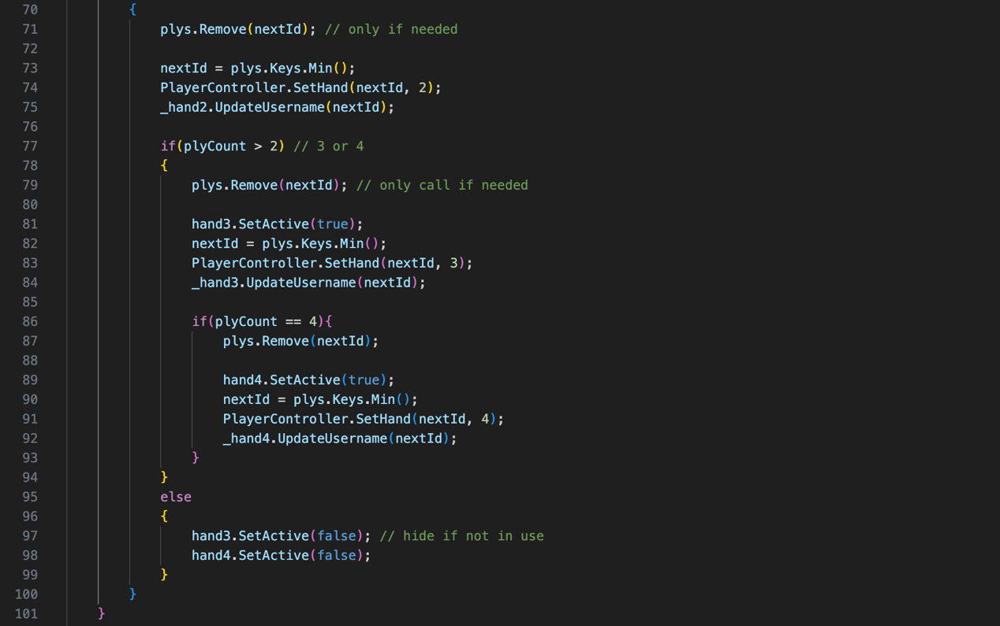 70 {
71 plys.Remove(nextId); // only if needed
72
73 nextId = plys.Keys.Min();
74 PlayerController.SetHand(nextId, 2);
75 _hand2.UpdateUsername(nextId);
76
77 if(plyCount > 2) // 3 or 4
78 {
79 plys.Remove(nextId); // only call if needed
80
81 hand3.SetActive(true);
82 nextId = plys.Keys.Min();
83 PlayerController.SetHand(nextId, 3);
84 _hand3.UpdateUsername(nextId);
85
86 if(plyCount == 4){
87 plys.Remove(nextId);
88
89 hand4.SetActive(true);
90 nextId = plys.Keys.Min();
91 PlayerController.SetHand(nextId, 4);
92 _hand4.UpdateUsername(nextId);
93 }
94 }
95 else
96 {
97 hand3.SetActive(false); // hide if not in use
98 hand4.SetActive(false);
99 }
100 }
101 }